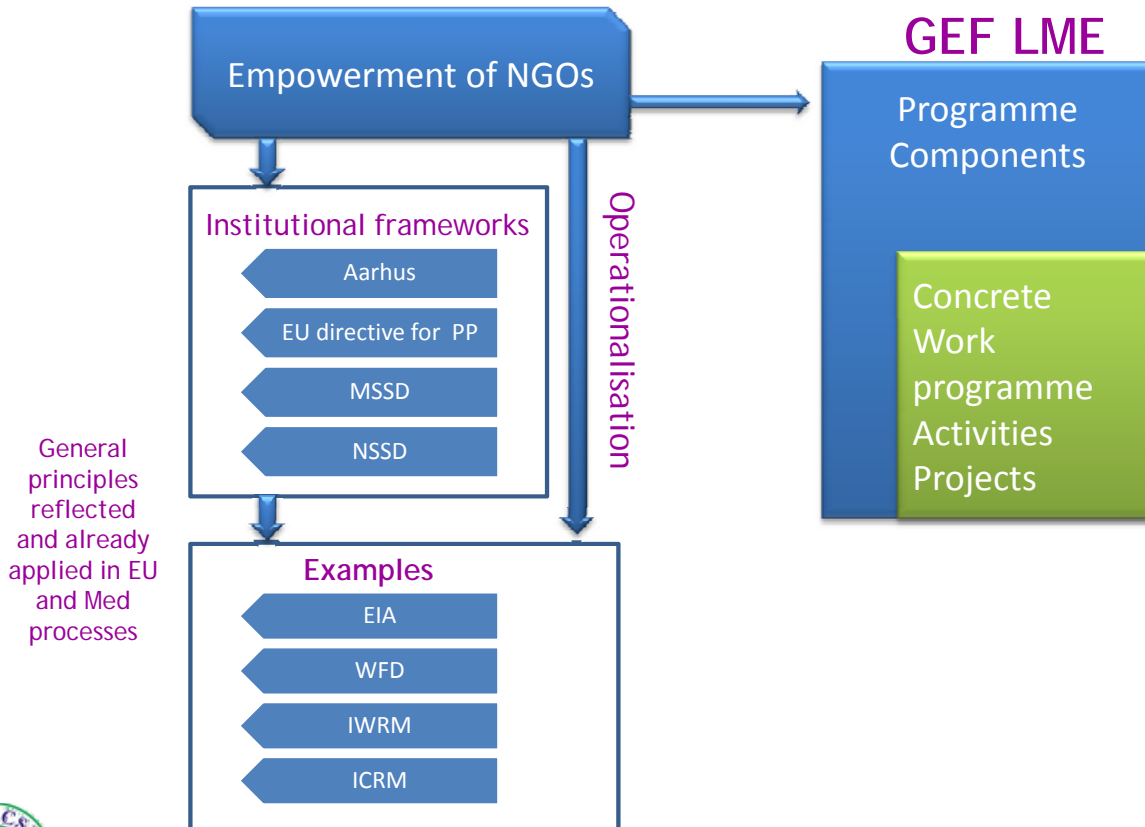 GEF LME
Empowerment of NGOs
Programme
Components
Institutional frameworks
Aarhus
EU directive for PP
MSSD
NSSD
Operationalisation
Concrete
Work
programme
Activities
Projects
General
principles
reflected
and already
applied in EU
and Med
processes
Examples
EIA
WFD
IWRM
ICRM